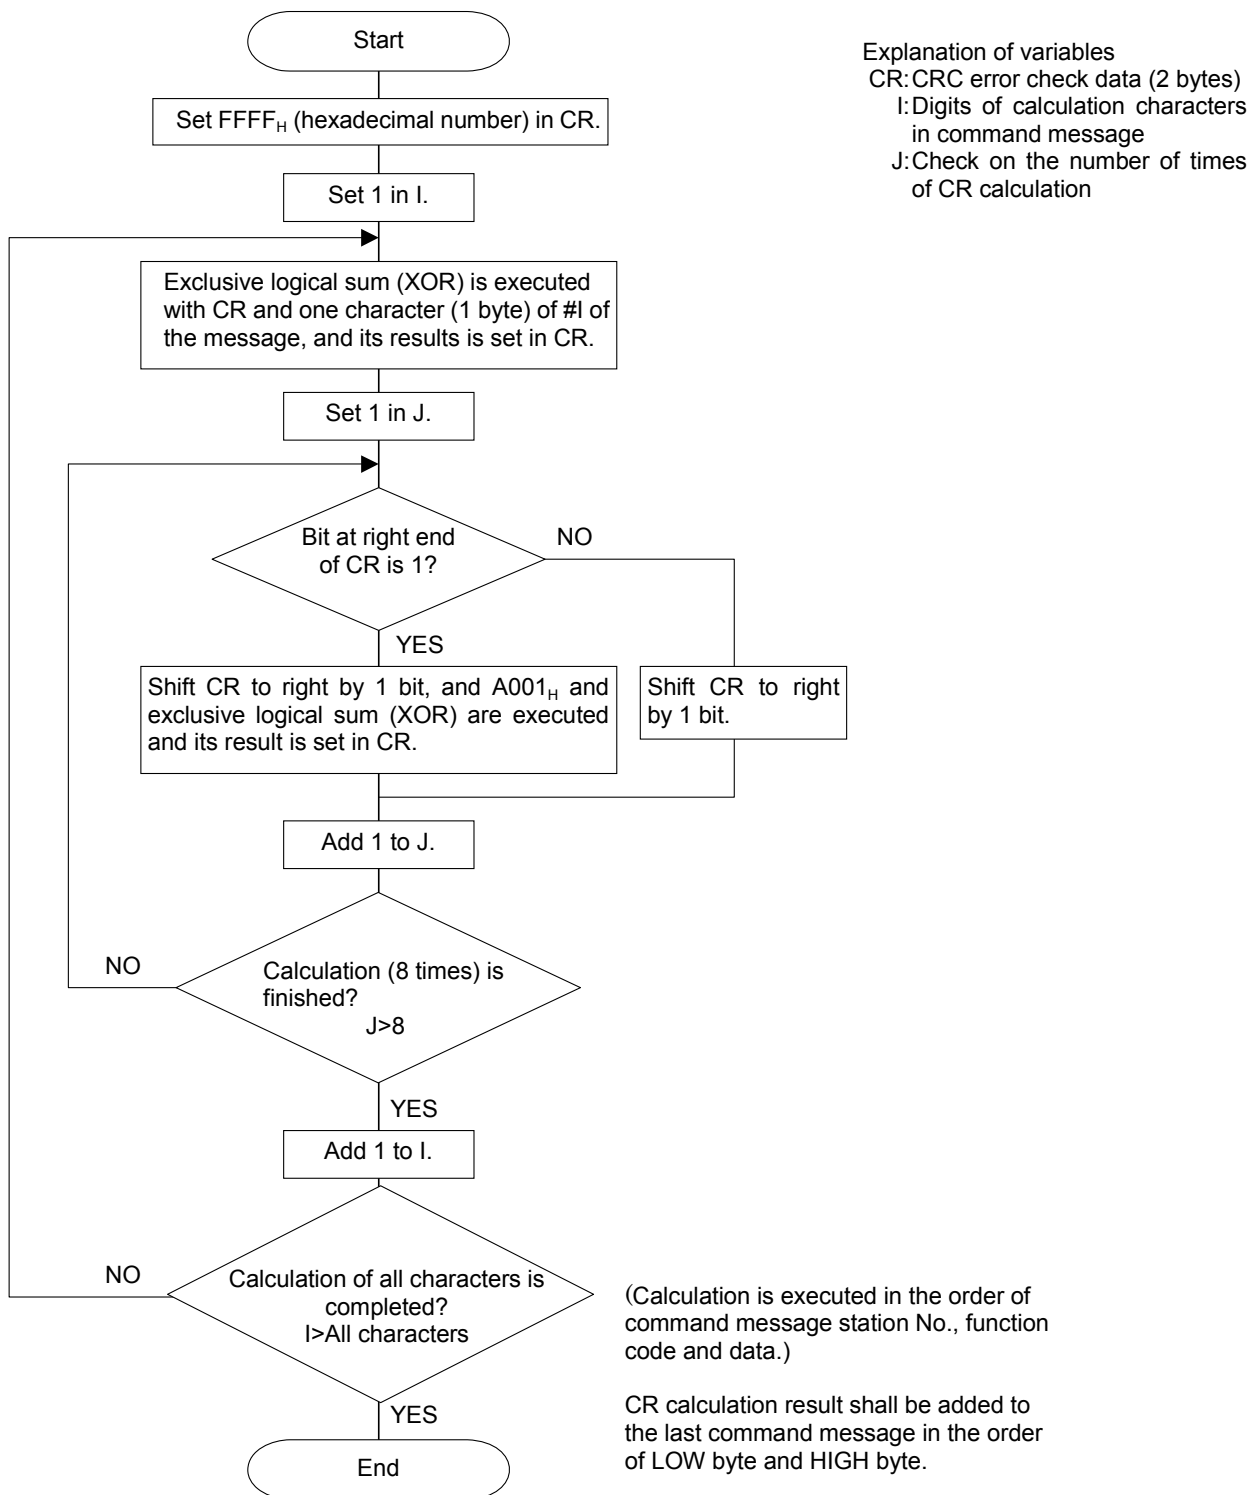 Start
Explanation of variables
CR:CRC error check data (2 bytes)
I:Digits of calculation characters
in command message
J:Check on the number of times
of CR calculation
Set FFFFH (hexadecimal number) in CR.
Set 1 in I.
Exclusive logical sum (XOR) is executed
with CR and one character (1 byte) of #I of
the message, and its results is set in CR.
Set 1 in J.
Bit at right end
of CR is 1?
NO
YES
Shift CR to right by 1 bit, and A001H and
exclusive logical sum (XOR) are executed
and its result is set in CR.
Shift CR to right
by 1 bit.
Add 1 to J.
NO
Calculation (8 times) is
finished?
J>8
YES
Add 1 to I.
NO
Calculation of all characters is
completed?
I>All characters
YES
End
(Calculation is executed in the order of
command message station No., function
code and data.)
CR calculation result shall be added to
the last command message in the order
of LOW byte and HIGH byte.